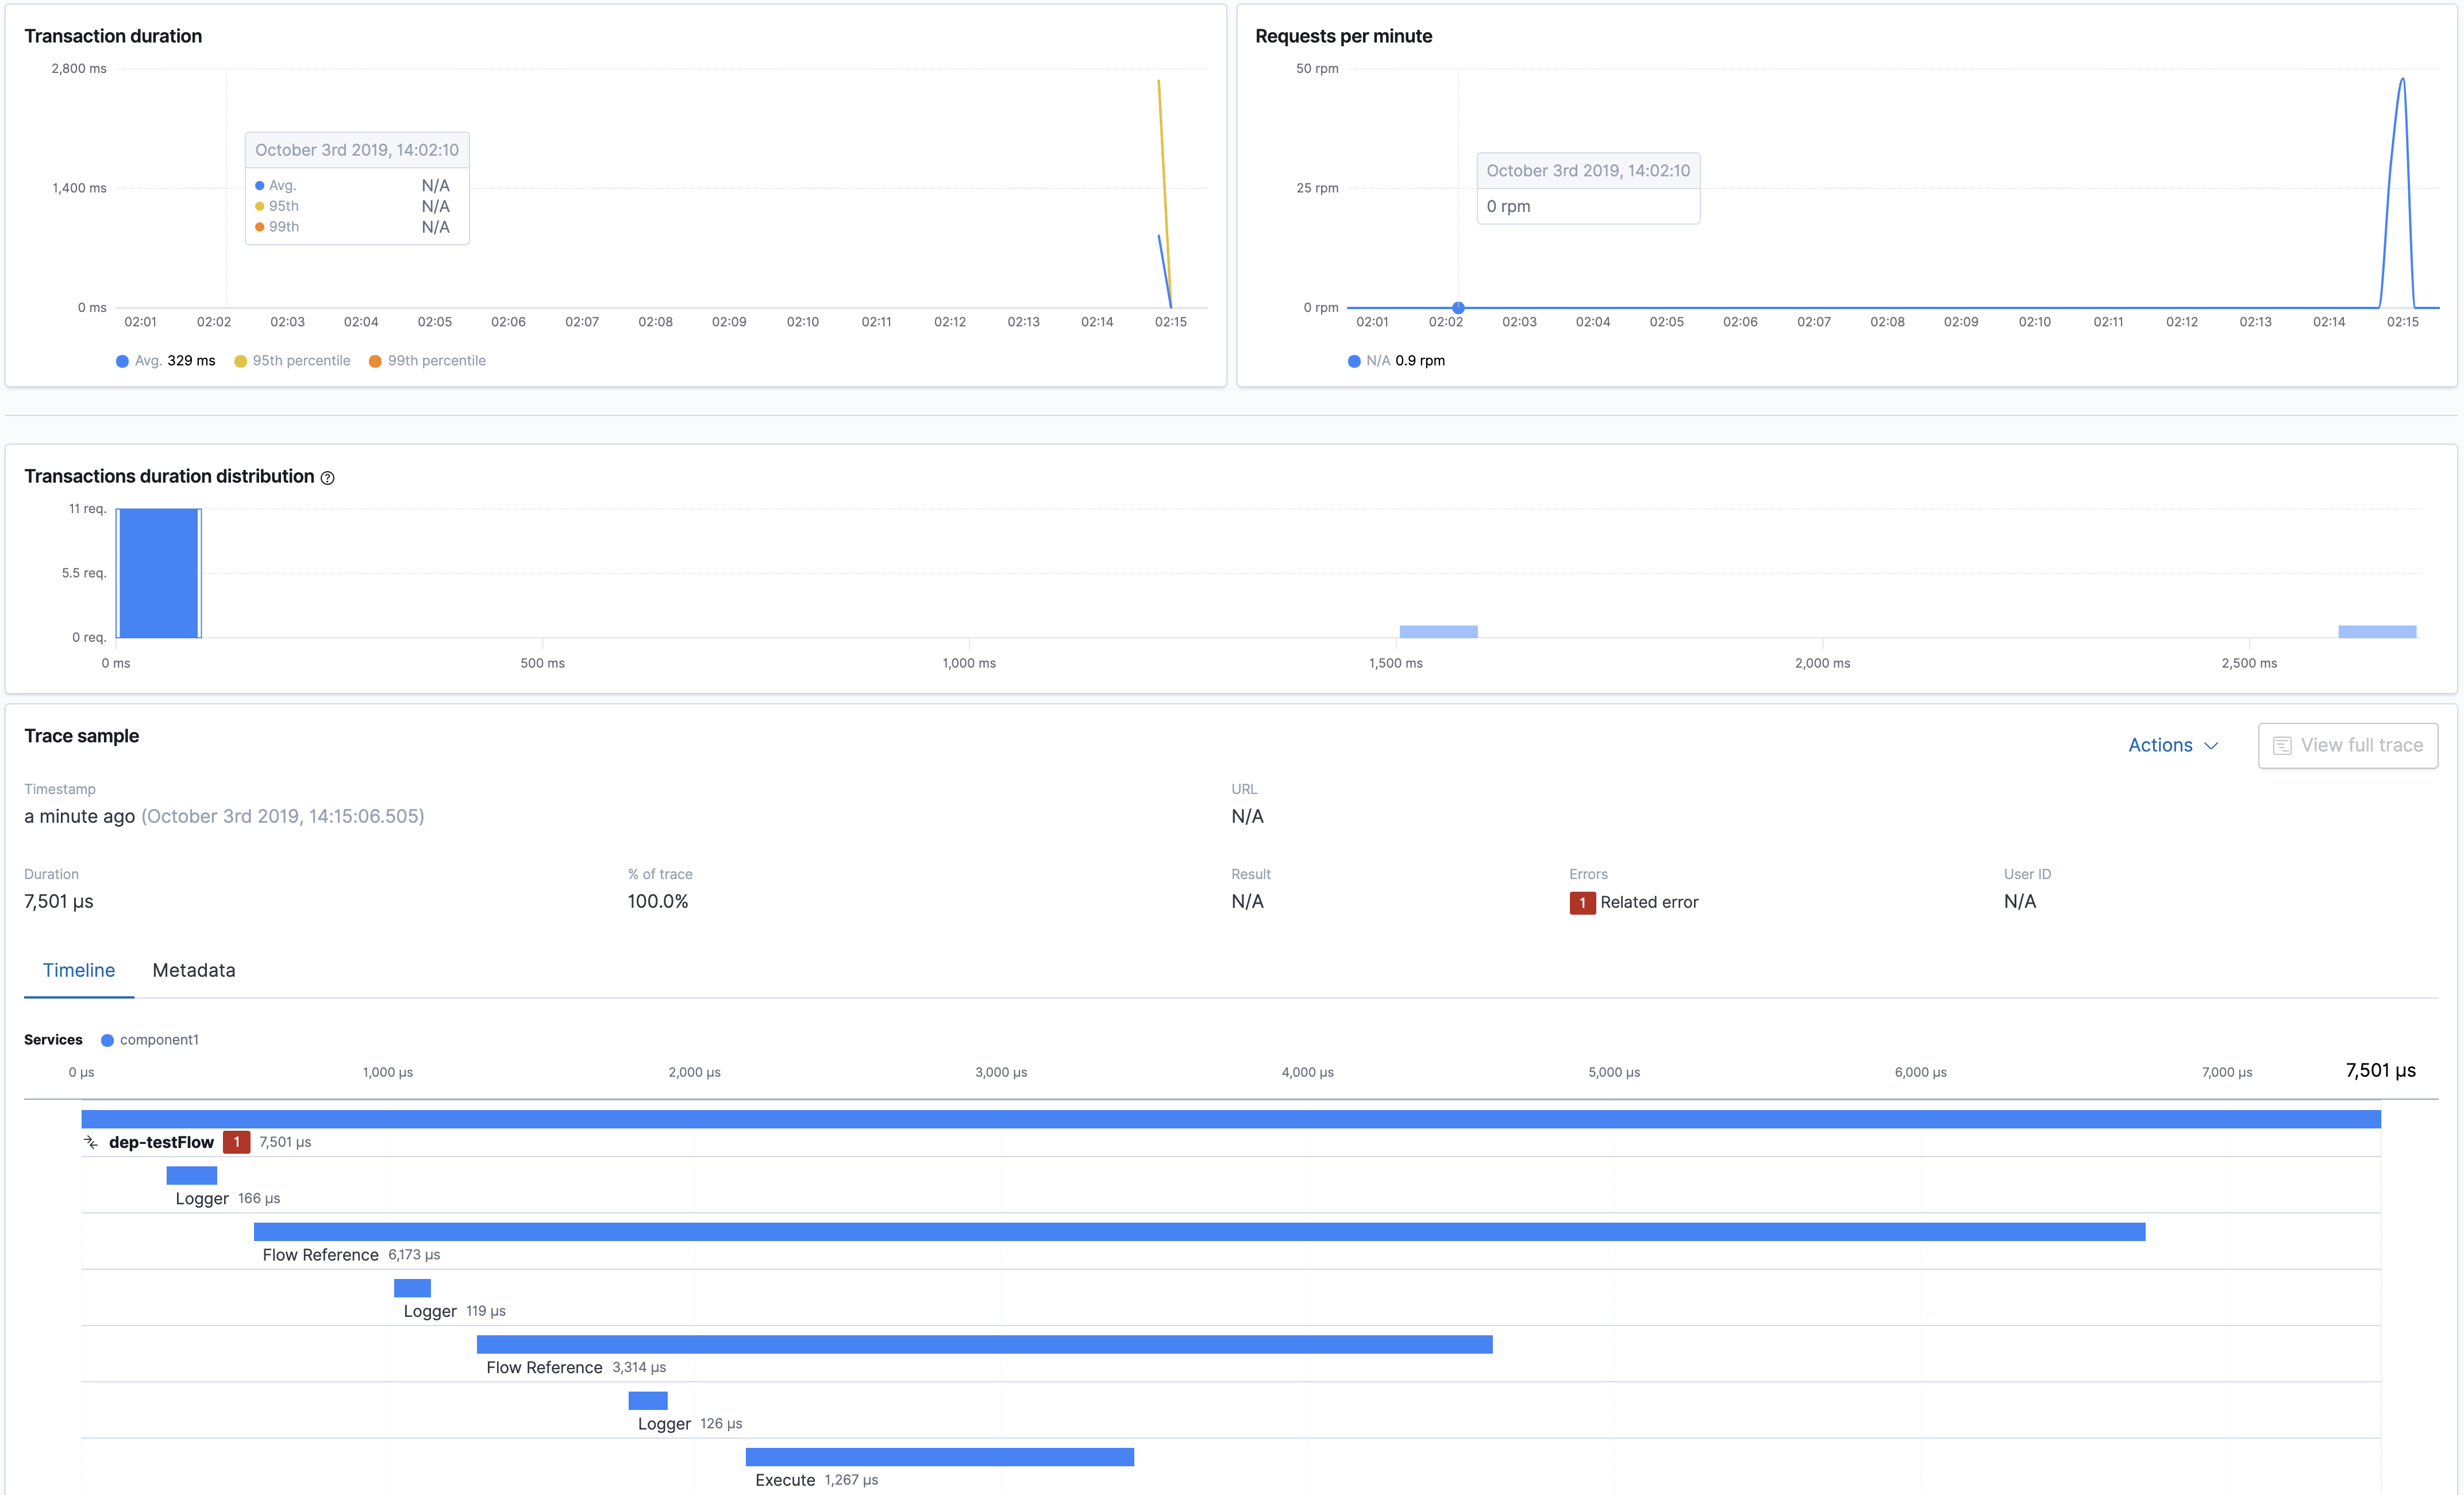 Transaction duration
2,800 ms
1,400 ms
0 ms
October 3rd 2019, 14:02:10
Avg. N/A
95th N/A
99th N/A
02:01 02:02 02:03 02:04 02:05 02:06 02:07 02:08 02:09 02:10 02:11 02:12 02:13 02:14 02:15
Avg. 329 ms 95th percentile 99th percentile
Requests per minute
50 rpm
25 rpm
0 rpm
October 3rd 2019, 14:02:10
0 rpm
02:01 02:02 02:03 02:04 02:05 02:06 02:07 02:08 02:09 02:10 02:11 02:12 02:13 02:14 02:15
N/A 0.9 rpm
Transactions duration distribution ?
11 req.
5.5 req.
0 req.
0 ms 500 ms 1,000 ms 1,500 ms 2,000 ms 2,500 ms
Trace sample
Actions View full trace
Timestamp URL
a minute ago (October 3rd 2019, 14:15:06.505) N/A
Duration % of trace Result Errors User ID
7,501 µs 100.0% N/A 1 Related error N/A
Timeline Metadata
Services component1
0 µs 1,000 µs 2,000 µs 3,000 µs 4,000 µs 5,000 µs 6,000 µs 7,000 µs 7,501 µs
dep-testFlow 1 7,501 µs
Logger 166 µs
Flow Reference 6,173 µs
Logger 119 µs
Flow Reference 3,314 µs
Logger 126 µs
Execute 1,267 µs